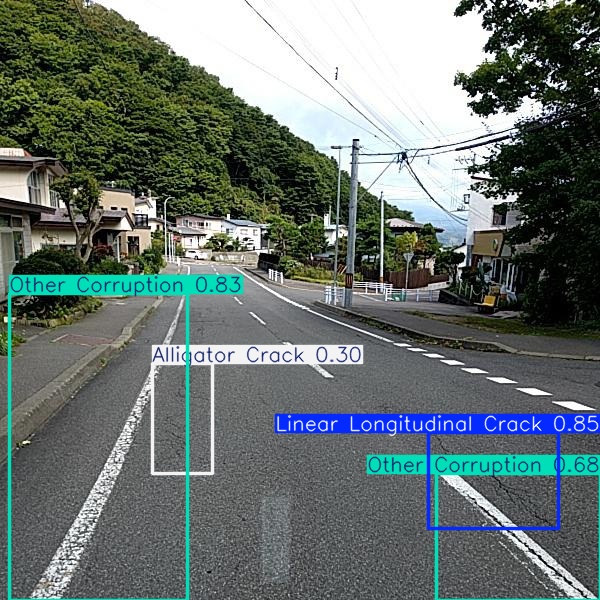 Other Corruption 0.83
Alligator Crack 0.30
Linear Longitudinal Crack 0.85
Other Corruption 0.68